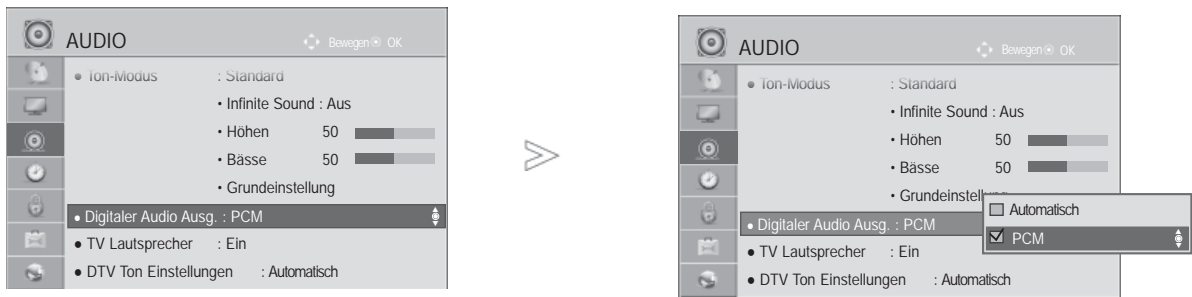 AUDIO
Bewegen OK
● Ton-Modus : Standard
• Infinite Sound : Aus
• Höhen 50
• Bässe 50
• Grundeinstellung
● Digitaler Audio Ausg. : PCM
● TV Lautsprecher : Ein
● DTV Ton Einstellungen : Automatisch
AUDIO
Bewegen OK
● Ton-Modus : Standard
• Infinite Sound : Aus
• Höhen 50
• Bässe 50
• Grundeinstell
● Digitaler Audio Ausg. : PCM
● TV Lautsprecher : Ein
● DTV Ton Einstellungen : Automatisch
Automatisch
PCM